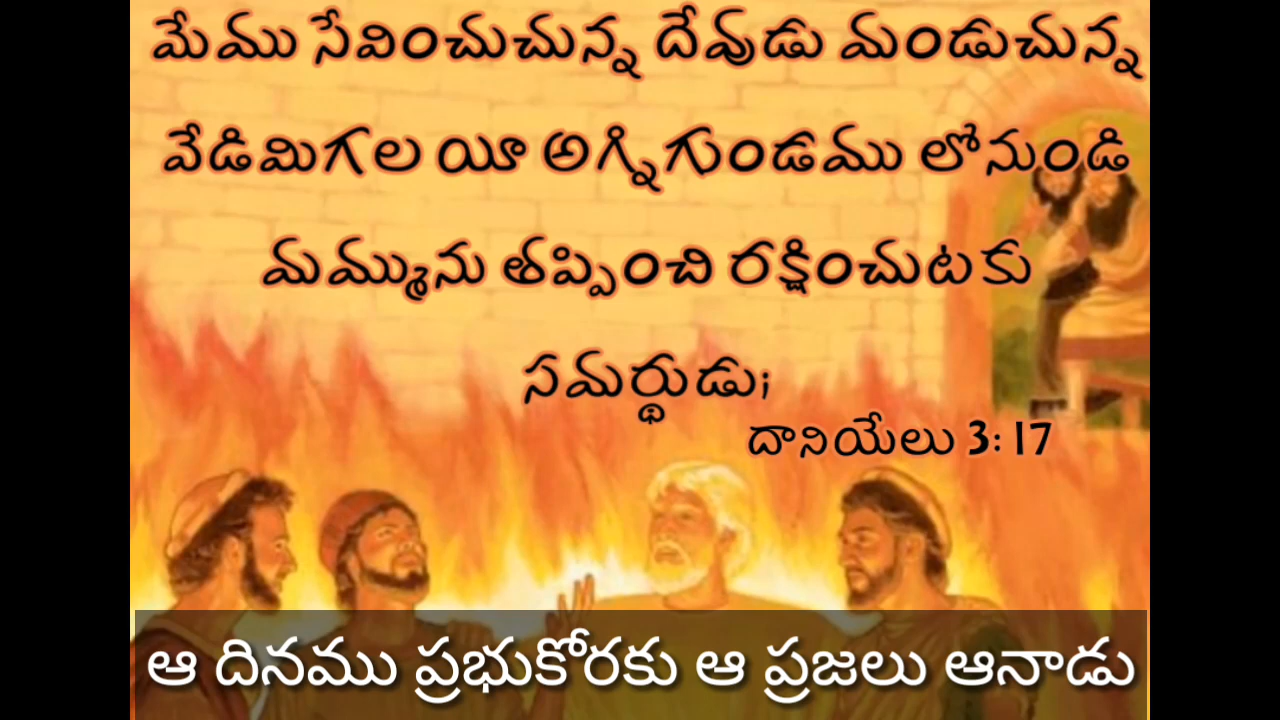 మేము సేవించుచున్న దేవుడు మండుచున్న
వేడిమిగల యీ అగ్నిగుండము లోనుండి
మమ్మును తప్పించి రక్షించుటకు
సమర్థుడు;
దానియేలు 3: 17
ఆ దినము ప్రభుకోరకు ఆ ప్రజలు ఆనాడు